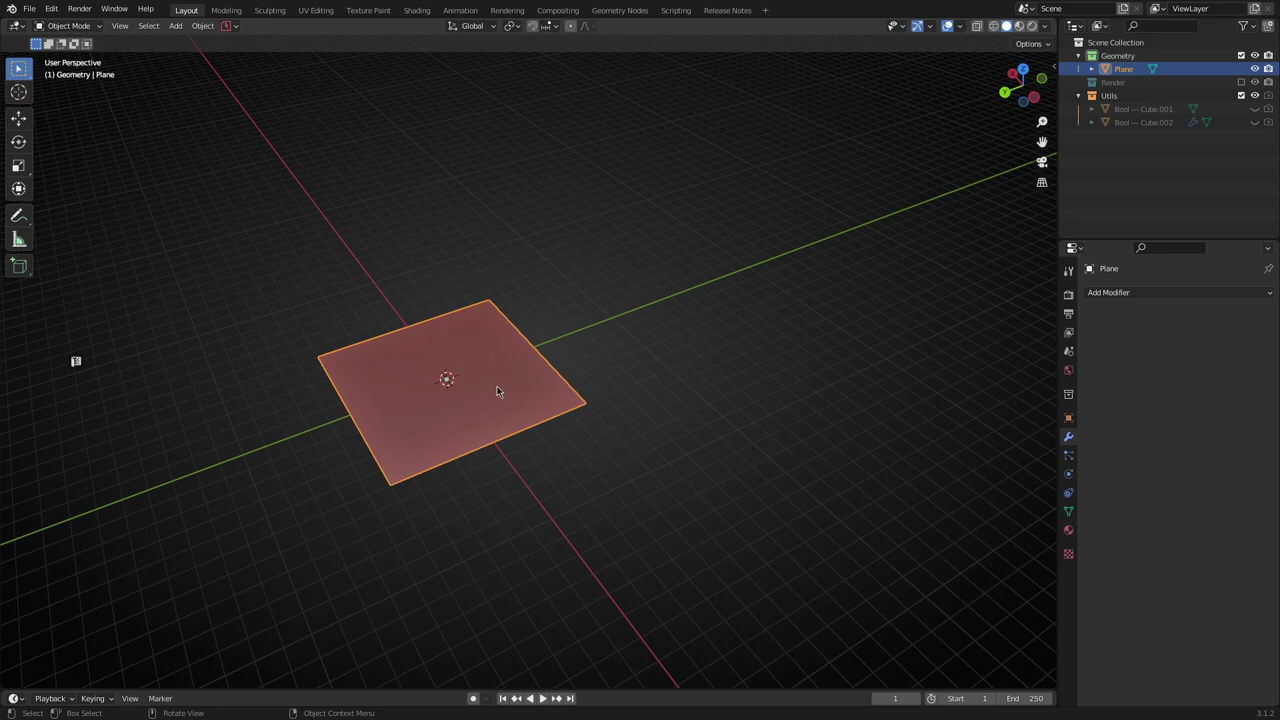 File Edit Render Window Help Layout Modeling Sculpting UV Editing Texture Paint Shading Animation Rendering Compositing Geometry Nodes Scripting Release Notes Scene ViewLayer
Object Mode View Select Add Object Global
Options
User Perspective
(1) Geometry | Plane
Scene Collection
Geometry
Plane
Render
Utils
Bool — Cube.001
Bool — Cube.002
Z
X
Y
Plane
Add Modifier
Playback Keying View Marker 1 Start 1 End 250
Select Box Select Rotate View Object Context Menu 3.1.2